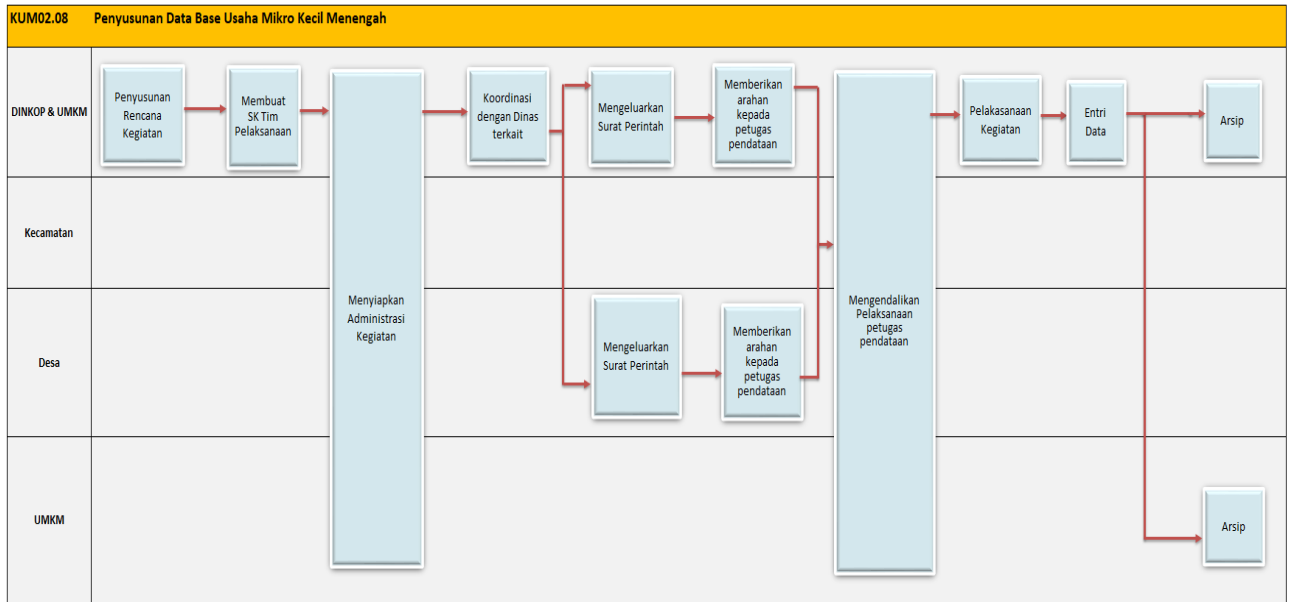 KUM02.08 Penyusunan Data Base Usaha Mikro Kecil Menengah
DINKOP & UMKM
Penyusunan
Rencana
Kegiatan
Membuat
SK Tim
Pelaksanaan
Koordinasi
dengan Dinas
terkait
Mengeluarkan
Surat Perintah
Memberikan
arahan
kepada
petugas
pendataan
Pelakasanaan
Kegiatan
Entri
Data
Arsip
Kecamatan
Menyiapkan
Administrasi
Kegiatan
Mengendalikan
Pelaksanaan
petugas
pendataan
Desa
Mengeluarkan
Surat Perintah
Memberikan
arahan
kepada
petugas
pendataan
UMKM
Arsip